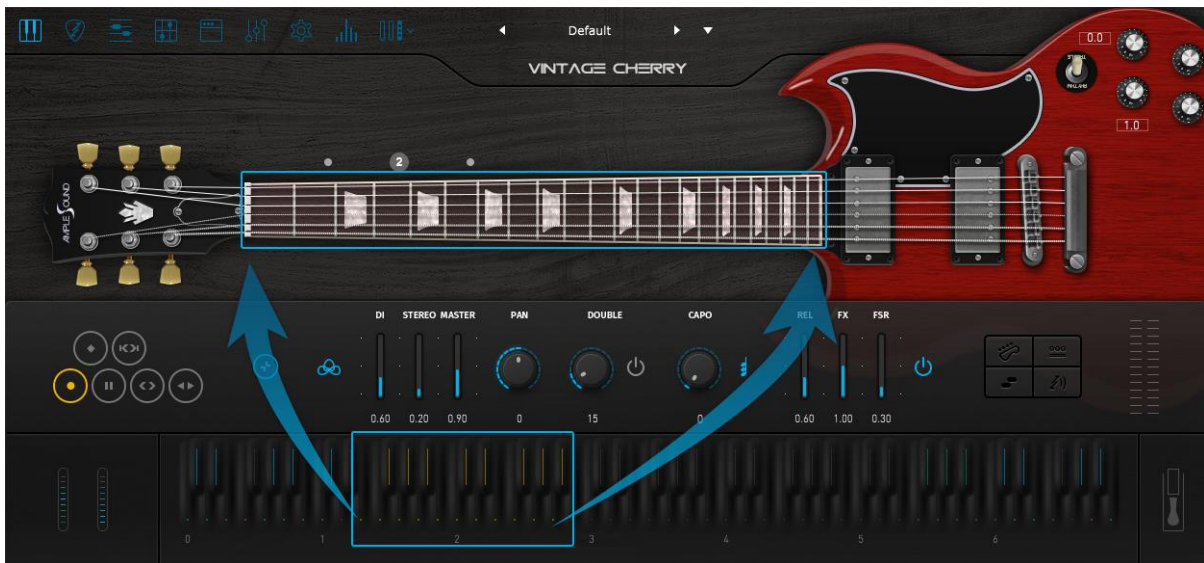 Default
VINTAGE CHERRY
0.0
TREBLE
RHYTHM
1.0
2
AMPLE SOUND
DI STEREO MASTER PAN DOUBLE CAPO REL FX FSR
0.60 0.20 0.90 0 15 0 0.60 1.00 0.30
0 1 2 3 4 5 6